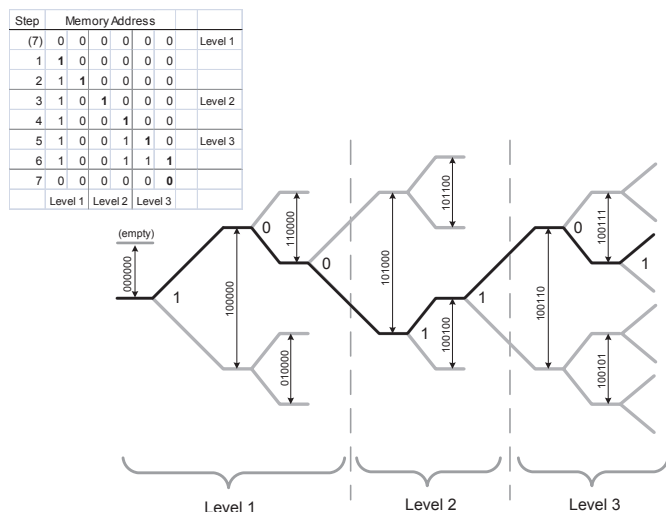 Step Memory Address
(7) 0 0 0 0 0 0 Level 1
1 1 0 0 0 0 0
2 1 1 0 0 0 0
3 1 0 1 0 0 0 Level 2
4 1 0 0 1 0 0
5 1 0 0 1 1 0 Level 3
6 1 0 0 1 1 1
7 0 0 0 0 0 0
Level 1 Level 2 Level 3
(empty)
000000
1
100000
0
110000
010000
0
101000
101100
1
100100
1
100110
0
100111
1
100101
Level 1
Level 2
Level 3